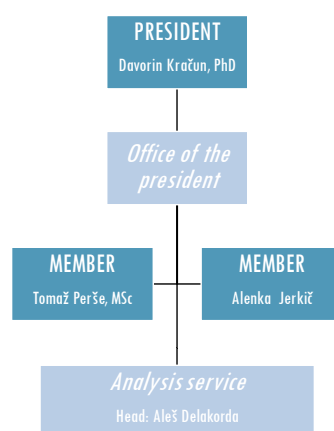 PRESIDENT
Davorin Kračun, PhD
Office of the
president
MEMBER
Tomaž Perše, MSc
MEMBER
Alenka Jerkič
Analysis service
Head: Aleš Delakorda